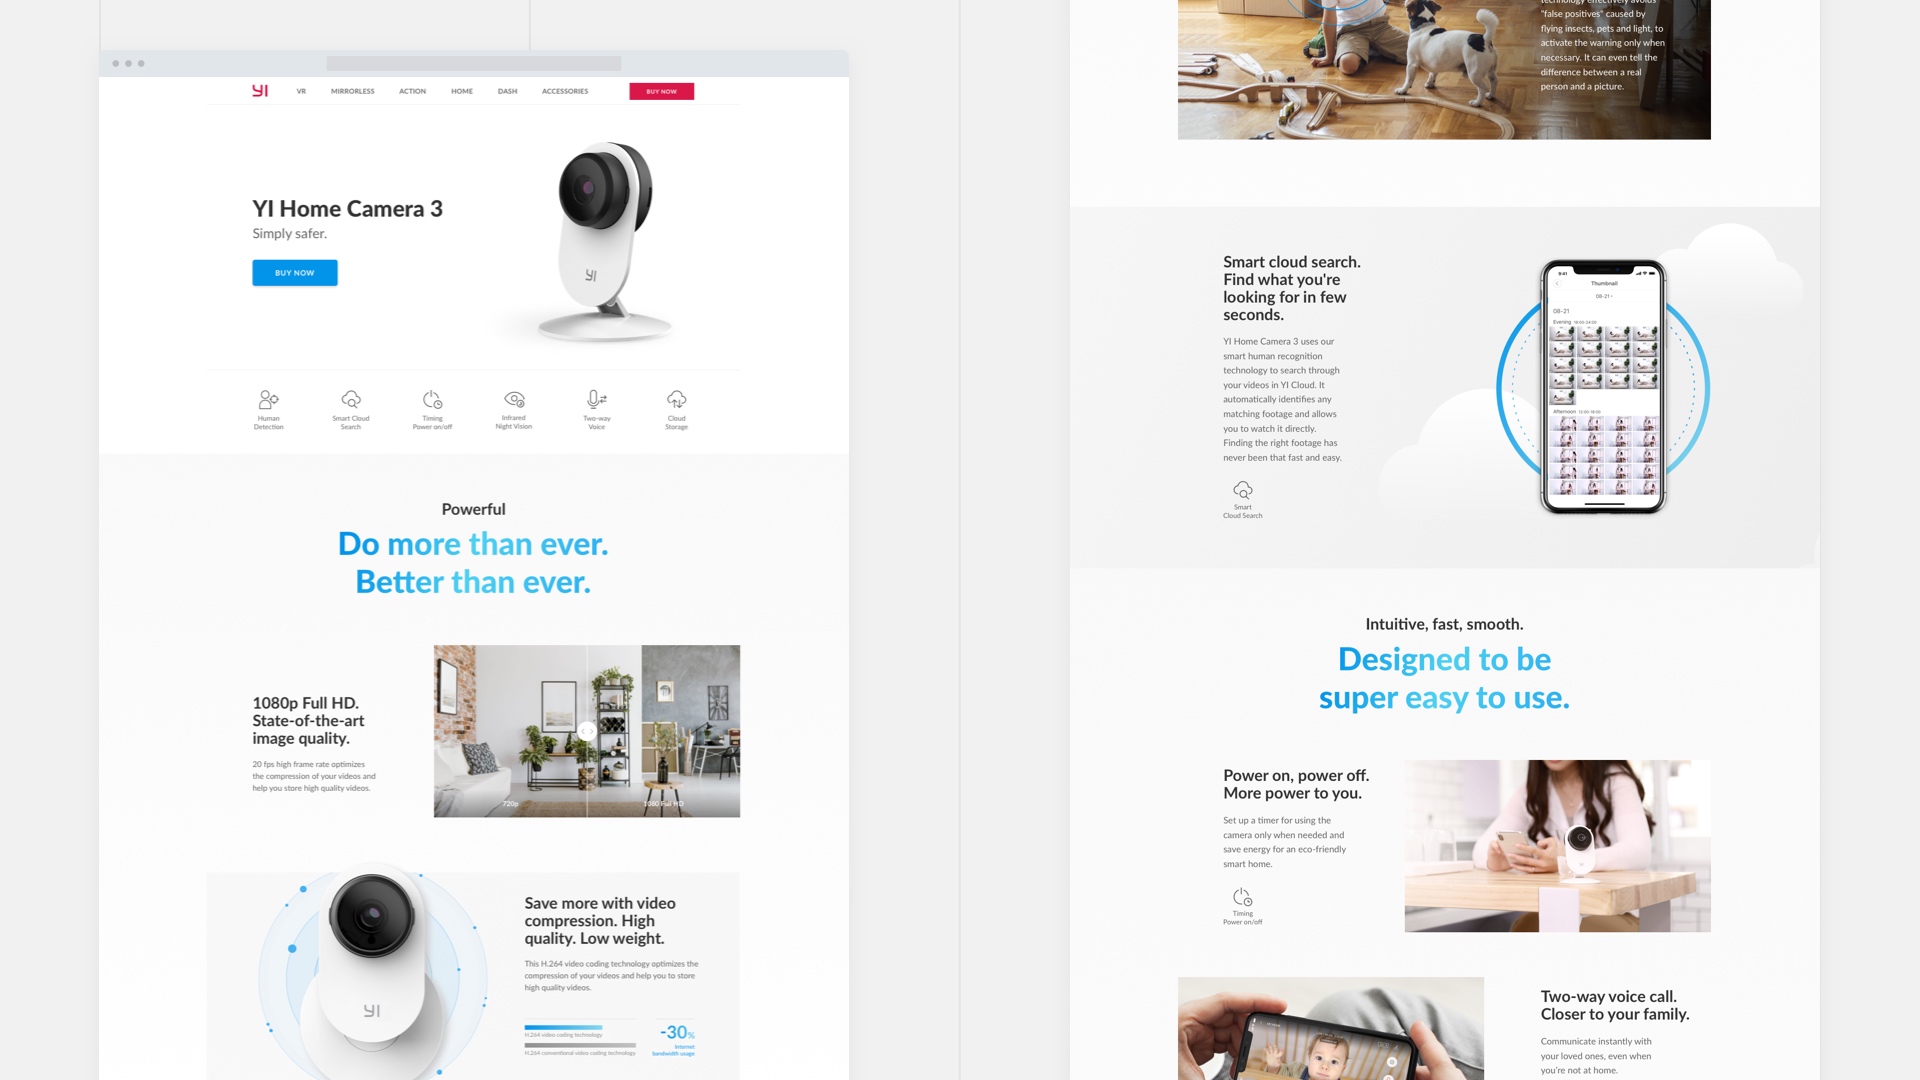 YI
VR
MIRRORLESS
ACTION
HOME
DASH
ACCESSORIES
BUY NOW
YI Home Camera 3
Simply safer.
BUY NOW
YI
Human
Detection
Smart Cloud
Search
Timing
Power on/off
Infrared
Night Vision
Two-way
Voice
Cloud
Storage
Powerful
Do more than ever.
Better than ever.
1080p Full HD.
State-of-the-art
image quality.
20 fps high frame rate optimizes
the compression of your videos and
help you store high quality videos.
720p
1080 Full HD
Save more with video
compression. High
quality. Low weight.
This H.264 video coding technology optimizes the
compression of your videos and help you to store
high quality videos.
YI
H.264 video coding technology
H.264 conventional video coding technology
-30%
Internet
bandwidth usage
technology effectively avoids
"false positives" caused by
flying insects, pets and light, to
activate the warning only when
necessary. It can even tell the
difference between a real
person and a picture.
Smart cloud search.
Find what you're
looking for in few
seconds.
YI Home Camera 3 uses our
smart human recognition
technology to search through
your videos in YI Cloud. It
automatically identifies any
matching footage and allows
you to watch it directly.
Finding the right footage has
never been that fast and easy.
Smart
Cloud Search
9:41
Thumbnail
08-21
08-21
Evening 18:00-24:00
Afternoon 12:00-18:00
Intuitive, fast, smooth.
Designed to be
super easy to use.
Power on, power off.
More power to you.
Set up a timer for using the
camera only when needed and
save energy for an eco-friendly
smart home.
Timing
Power on/off
Two-way voice call.
Closer to your family.
Communicate instantly with
your loved ones, even when
you're not at home.